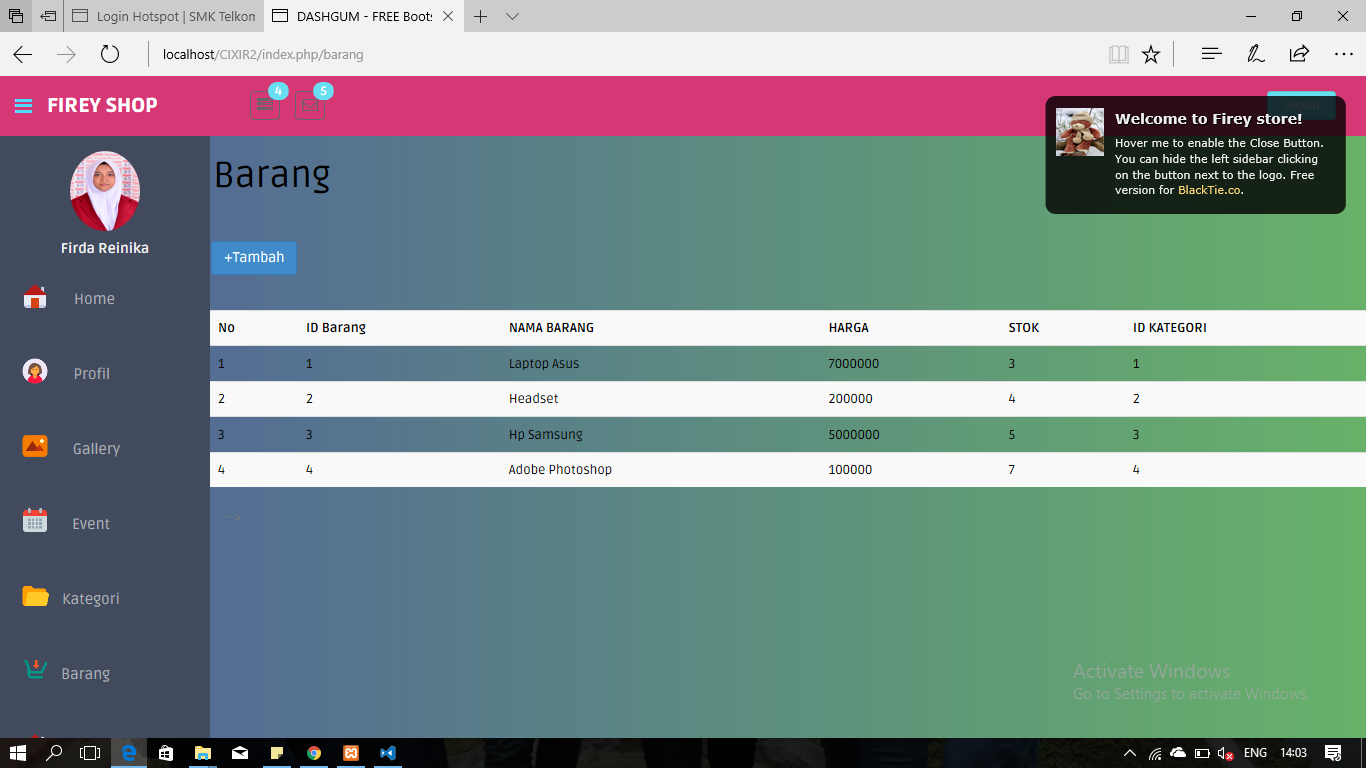 Login Hotspot | SMK Telkom
DASHGUM - FREE Boots
localhost/CIXIR2/index.php/barang
FIREY SHOP
4
5
Logout
Welcome to Firey store!
Hover me to enable the Close Button.
You can hide the left sidebar clicking
on the button next to the logo. Free
version for BlackTie.co.
Firda Reinika
Home
Profil
Gallery
Event
Kategori
Barang
Barang
+Tambah
No ID Barang NAMA BARANG HARGA STOK ID KATEGORI
1 1 Laptop Asus 7000000 3 1
2 2 Headset 200000 4 2
3 3 Hp Samsung 5000000 5 3
4 4 Adobe Photoshop 100000 7 4
-->
Activate Windows
Go to Settings to activate Windows.
ENG 14:03